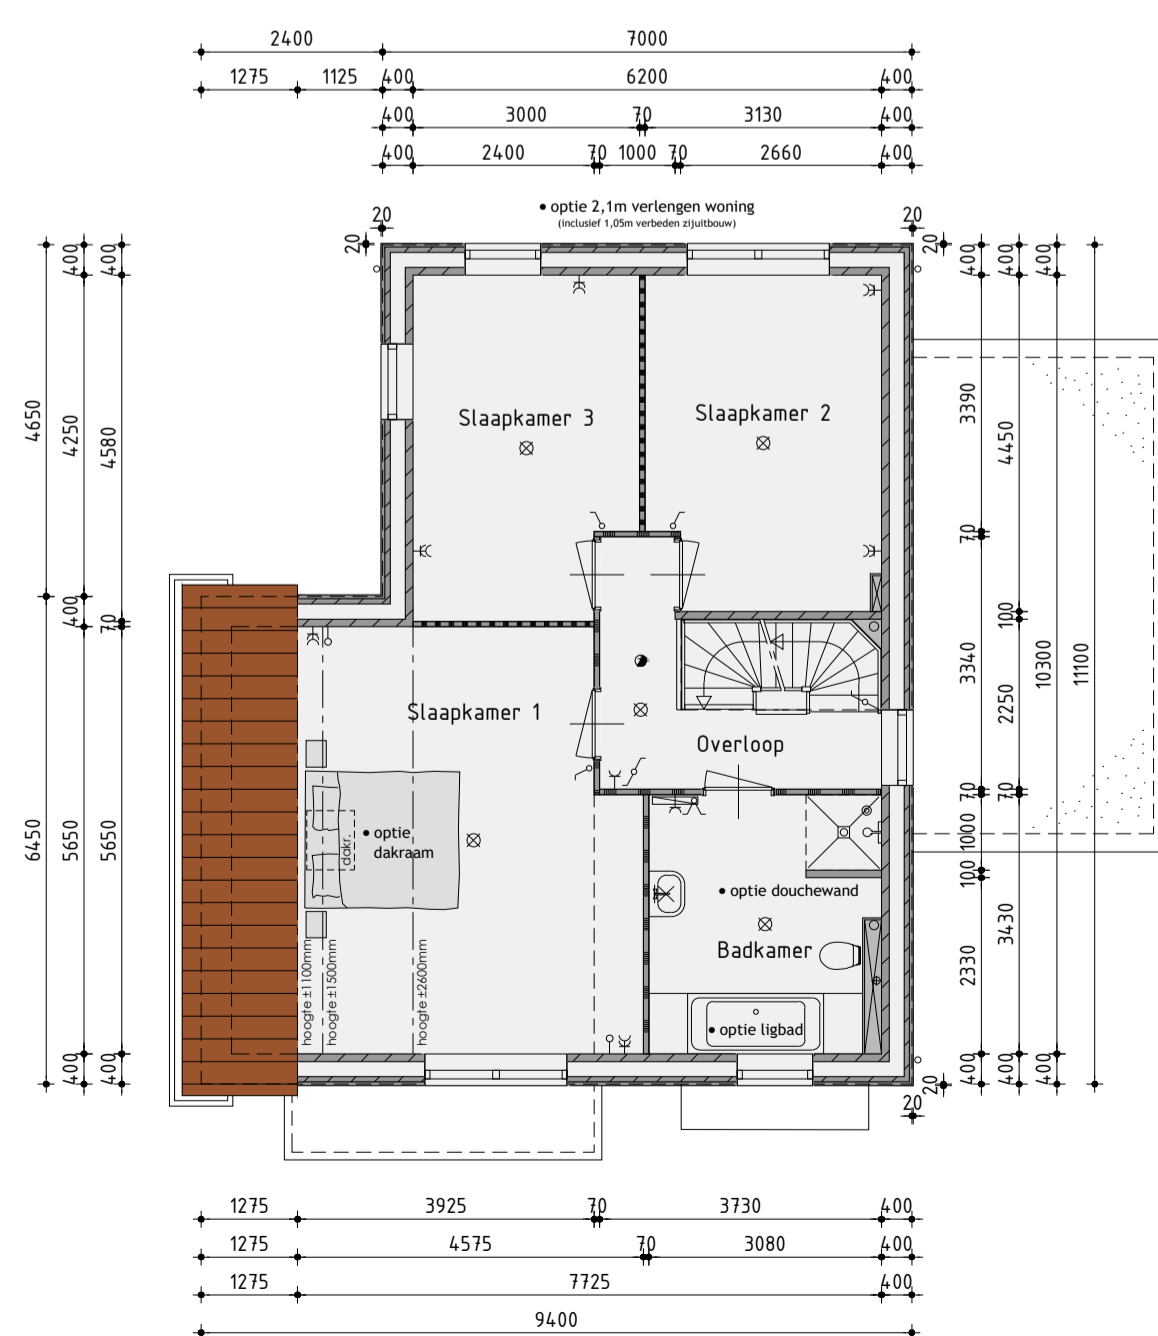 2400 7000
1275 1125 400 6200 400
400 3000 70 3130 400
400 2400 70 1000 70 2660 400
• optie 2,1m verlengen woning
(inclusief 1,05m verbeden zijuitbouw)
20 20
20 20
400 400 400 400 400
4650 4250 4580
3390 4450
Slaapkamer 3 Slaapkamer 2
70
400 70 100
3340 2250 10300 11100
Slaapkamer 1
Overloop
70 70
6450 5650 5650
1000
• optie
dakraam
dakr.
100
• optie douchewand
Badkamer
2330 3430
hoogte ±1100mm
hoogte ±1500mm
hoogte ±2600mm
• optie ligbad
400 400 400 400 400
20
20
1275 3925 70 3730 400
1275 4575 70 3080 400
1275 7725 400
9400